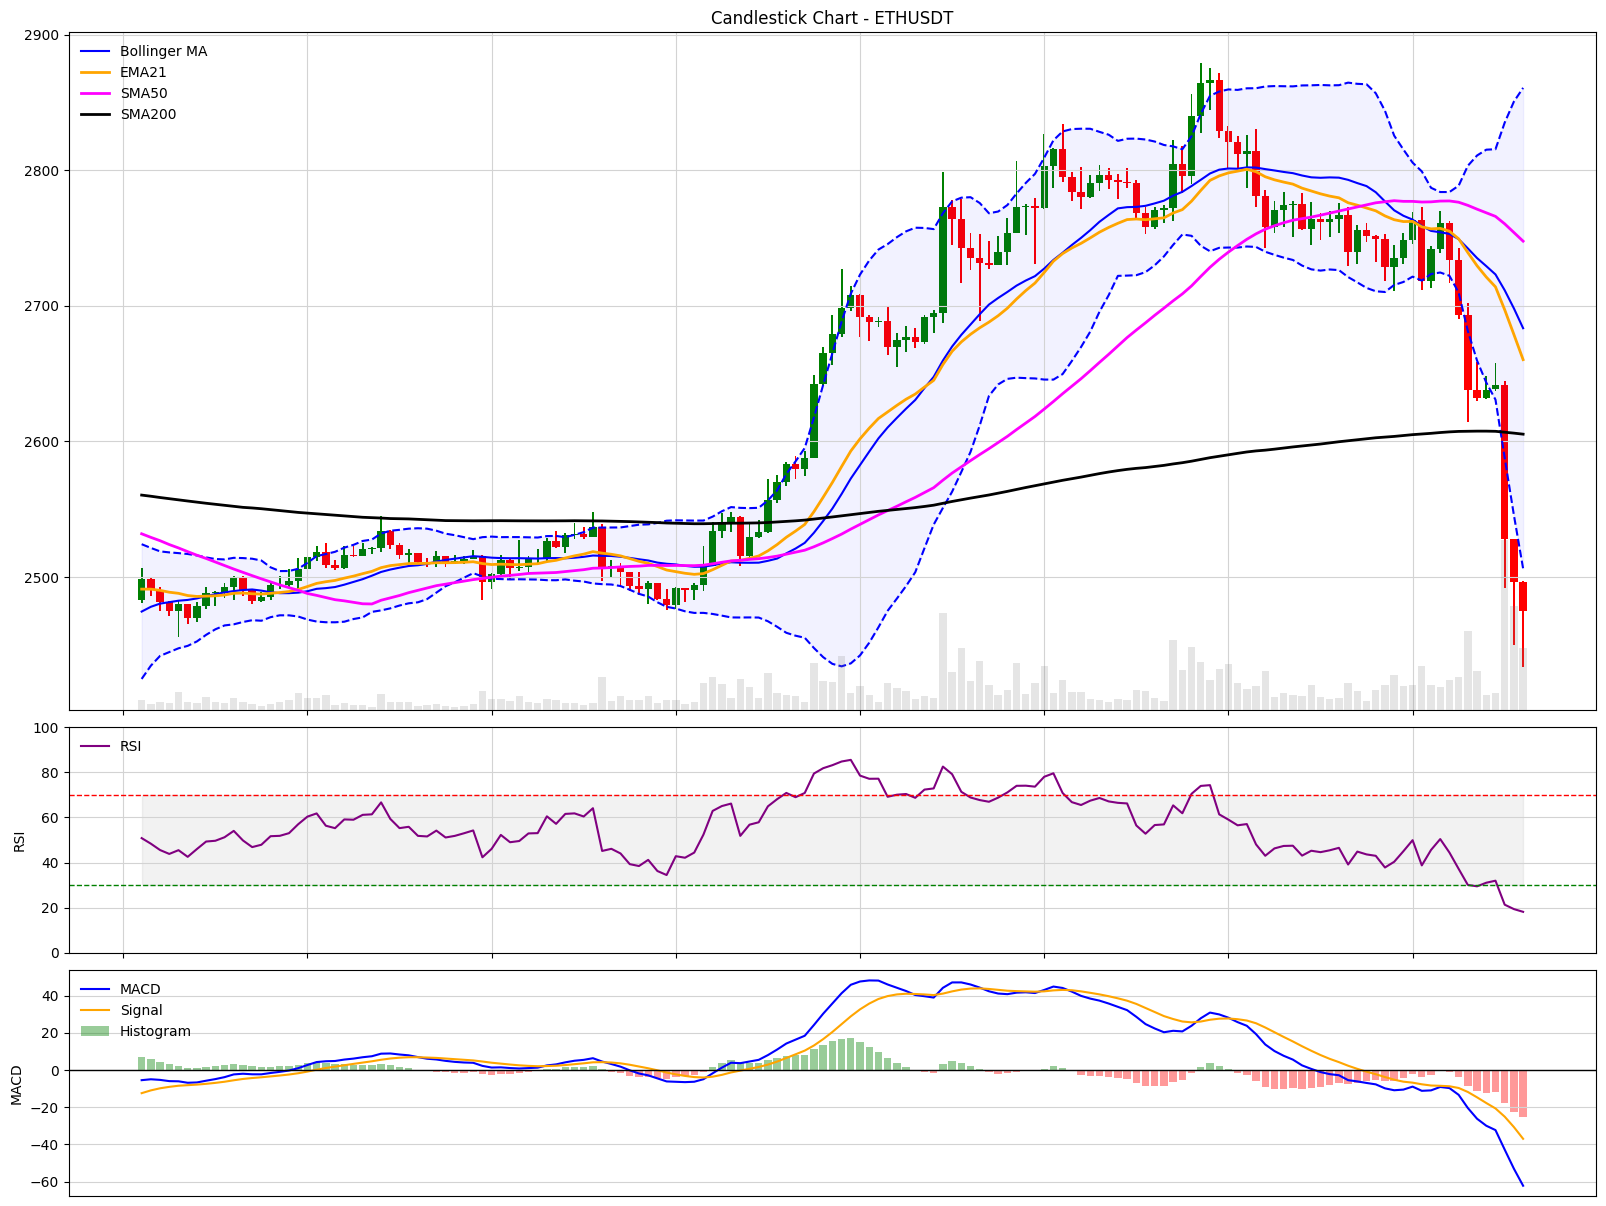 Candlestick Chart - ETHUSDT
2900
2800
2700
2600
2500
Bollinger MA
EMA21
SMA50
SMA200
100
80
60
40
20
0
RSI
RSI
40
20
0
−20
−40
−60
MACD
MACD
Signal
Histogram